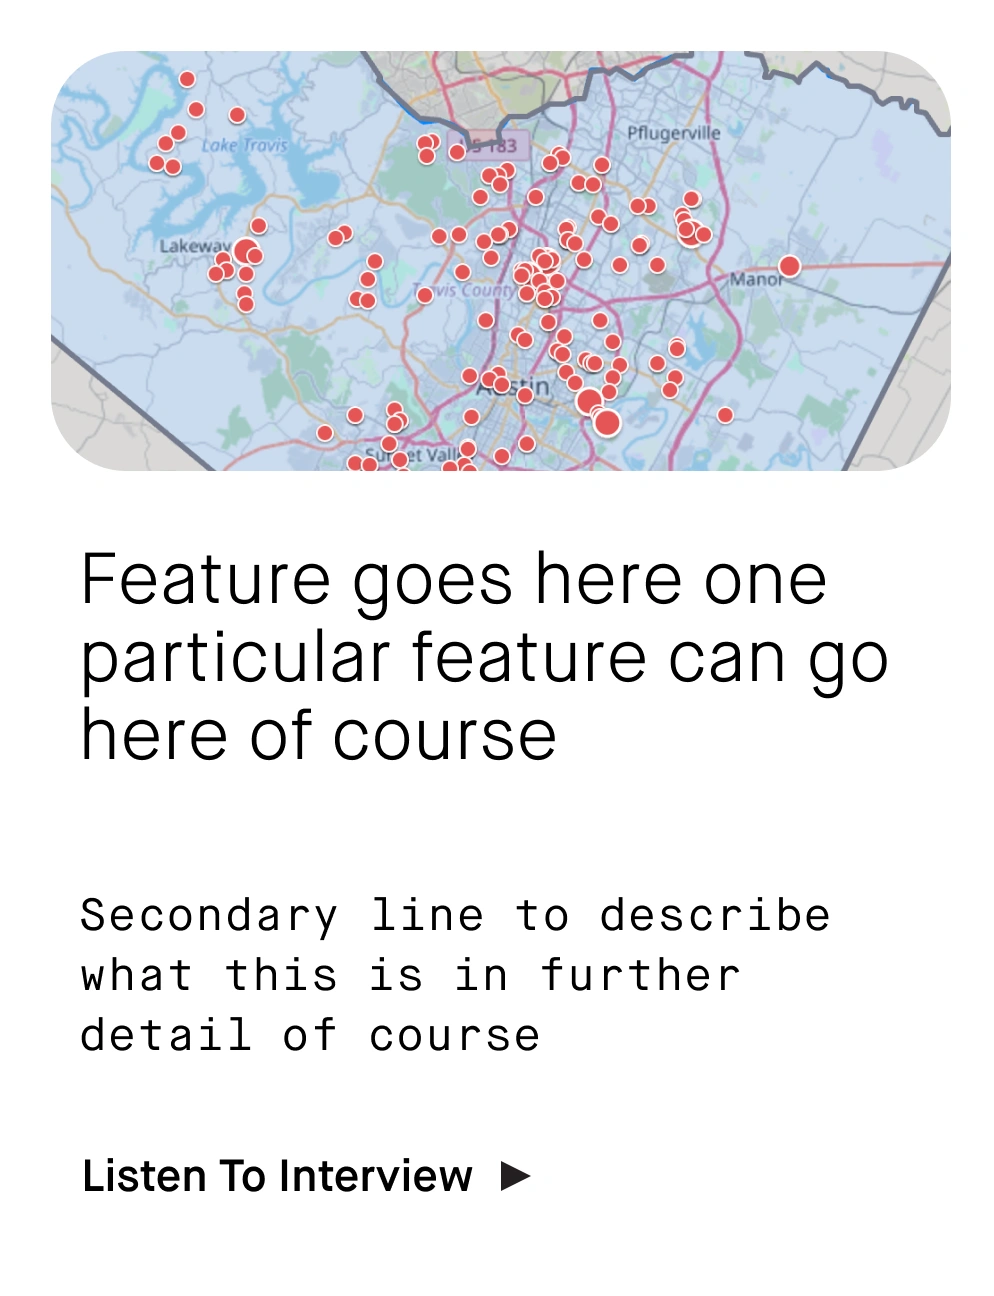 Lake Travis
Pflugerville
US 183
Lakeway
Travis County
Manor
Austin
Sunset Valley
Feature goes here one
particular feature can go
here of course
Secondary line to describe
what this is in further
detail of course
Listen To Interview